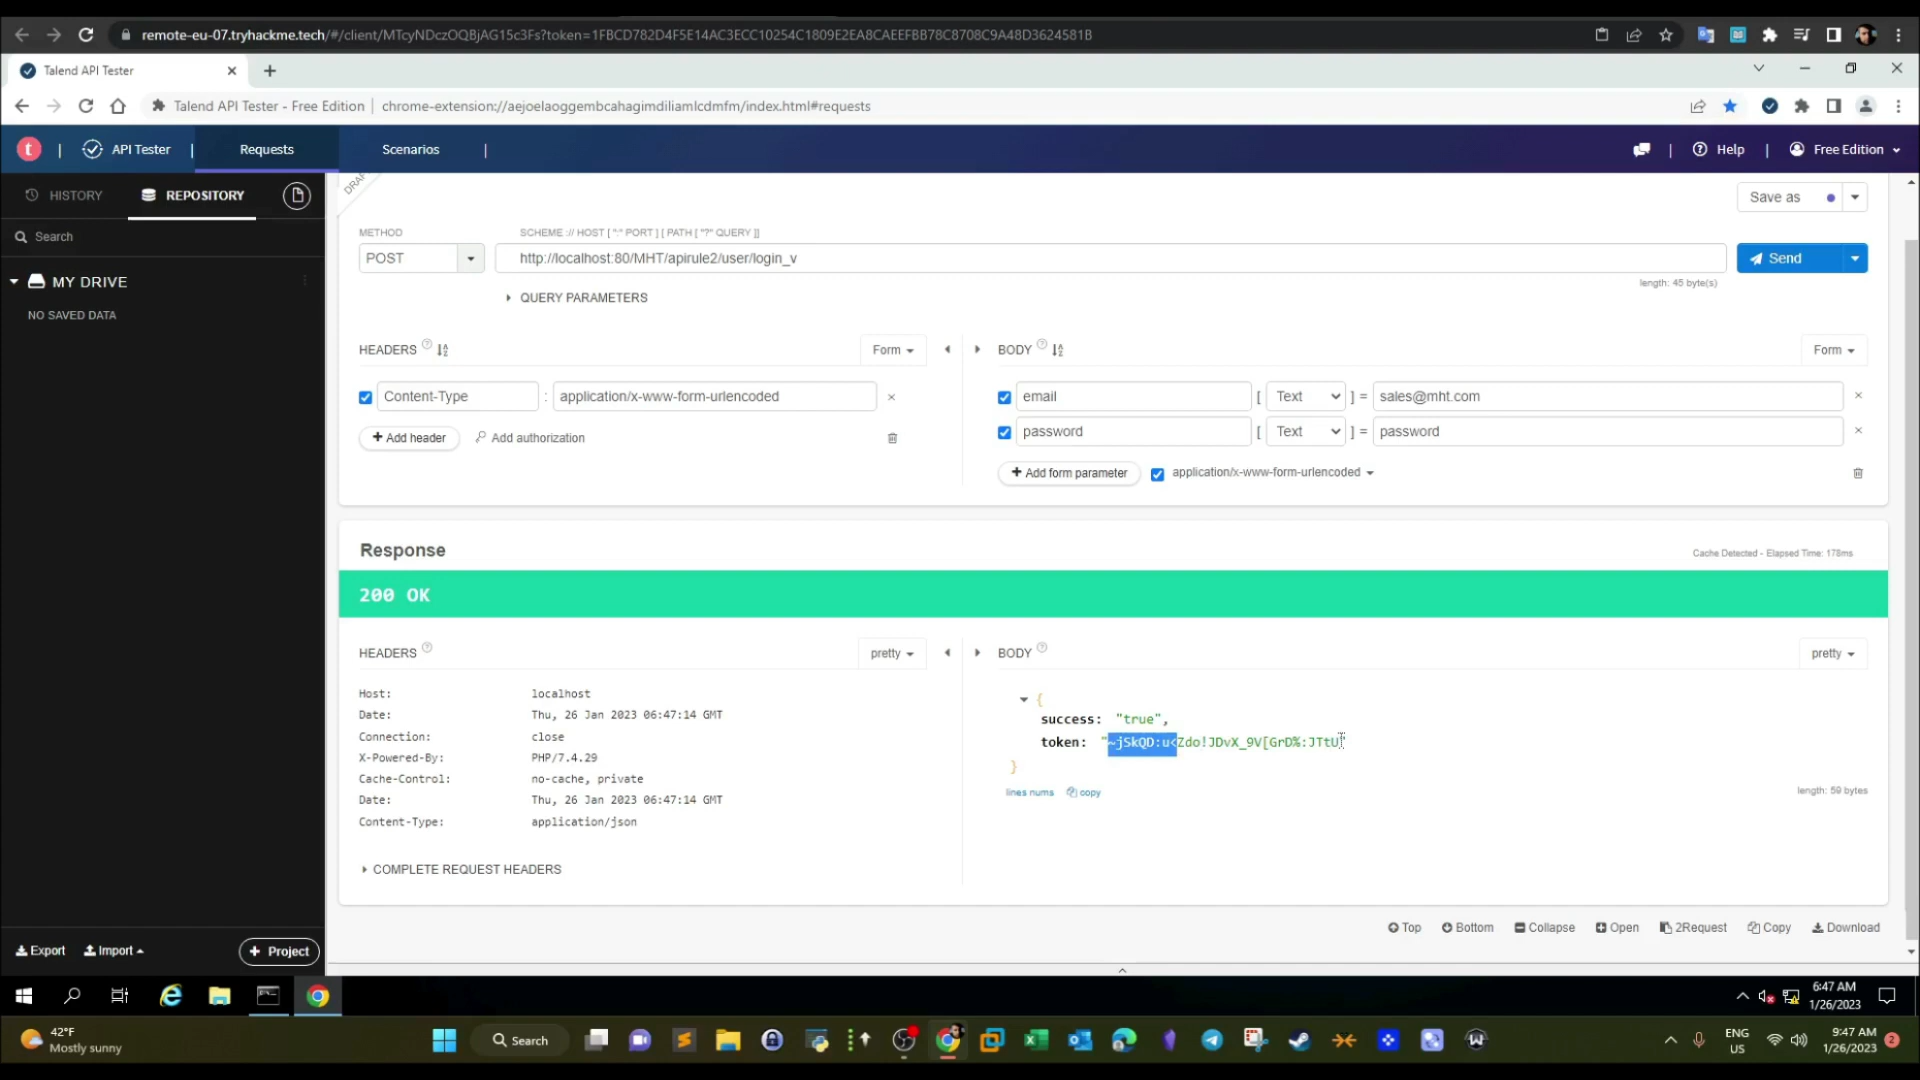 remote-eu-07.tryhackme.tech/#/client/MTcyNDczOQBjAG15c3Fs?token=1FBCD782D4F5E14AC3ECC10254C1809E2EA8CAEEFBB78C8708C9A48D3624581B
Talend API Tester
Talend API Tester - Free Edition | chrome-extension://aejoelaoggembcahagimdiliamlcdmfm/index.html#requests
t | API Tester | Requests Scenarios | | Help | Free Edition
HISTORY REPOSITORY
Search
MY DRIVE
NO SAVED DATA
DRAF
Save as
METHOD SCHEME :// HOST [ ":" PORT ] [ PATH [ "?" QUERY ]]
POST http://localhost:80/MHT/apirule2/user/login_v Send
length: 45 byte(s)
QUERY PARAMETERS
HEADERS ? Form BODY ? Form
Content-Type : application/x-www-form-urlencoded × email [ Text ] = sales@mht.com ×
password [ Text ] = password ×
+ Add header Add authorization
+ Add form parameter application/x-www-form-urlencoded
Response Cache Detected - Elapsed Time: 178ms
200 OK
HEADERS ? pretty BODY ? pretty
Host: localhost
Date: Thu, 26 Jan 2023 06:47:14 GMT
Connection: close
X-Powered-By: PHP/7.4.29
Cache-Control: no-cache, private
Date: Thu, 26 Jan 2023 06:47:14 GMT
Content-Type: application/json
COMPLETE REQUEST HEADERS
{
success: "true",
token: "~jSkQD:u<Zdo!JDvX_9V[GrD%:JTtU"
}
lines nums copy length: 59 bytes
Top Bottom Collapse Open 2Request Copy Download
Export Import + Project
6:47 AM
1/26/2023
42°F
Mostly sunny
Search
ENG
US
9:47 AM
1/26/2023
2